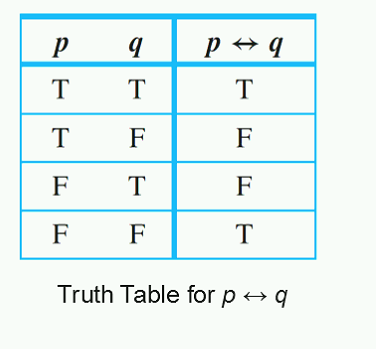 p q p ↔ q
T T T
T F F
F T F
F F T
Truth Table for p ↔ q